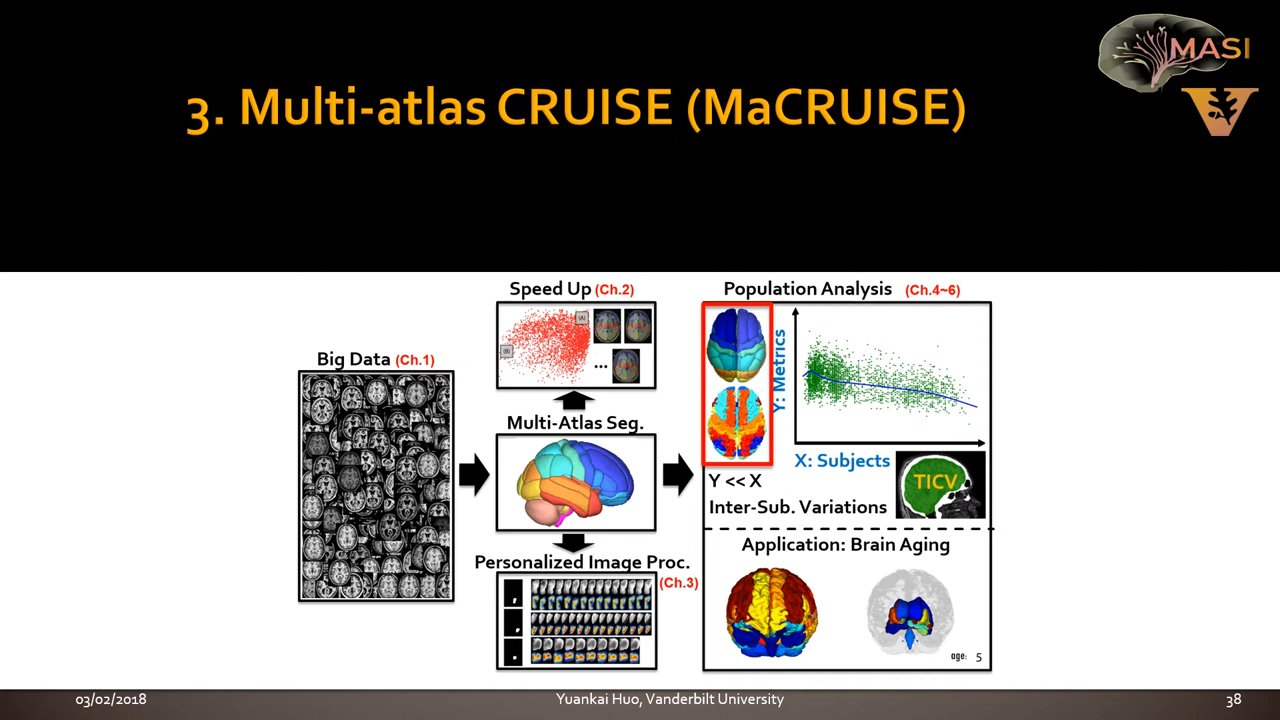 MASI
V
3. Multi-atlas CRUISE (MaCRUISE)
Speed Up (Ch.2)
Population Analysis (Ch.4~6)
Big Data (Ch.1)
[A]
[B]
...
Multi-Atlas Seg.
Y: Metrics
X: Subjects
TICV
Y << X
Inter-Sub. Variations
Personalized Image Proc.
(Ch.3)
Application: Brain Aging
age: 5
03/02/2018
Yuankai Huo, Vanderbilt University
38